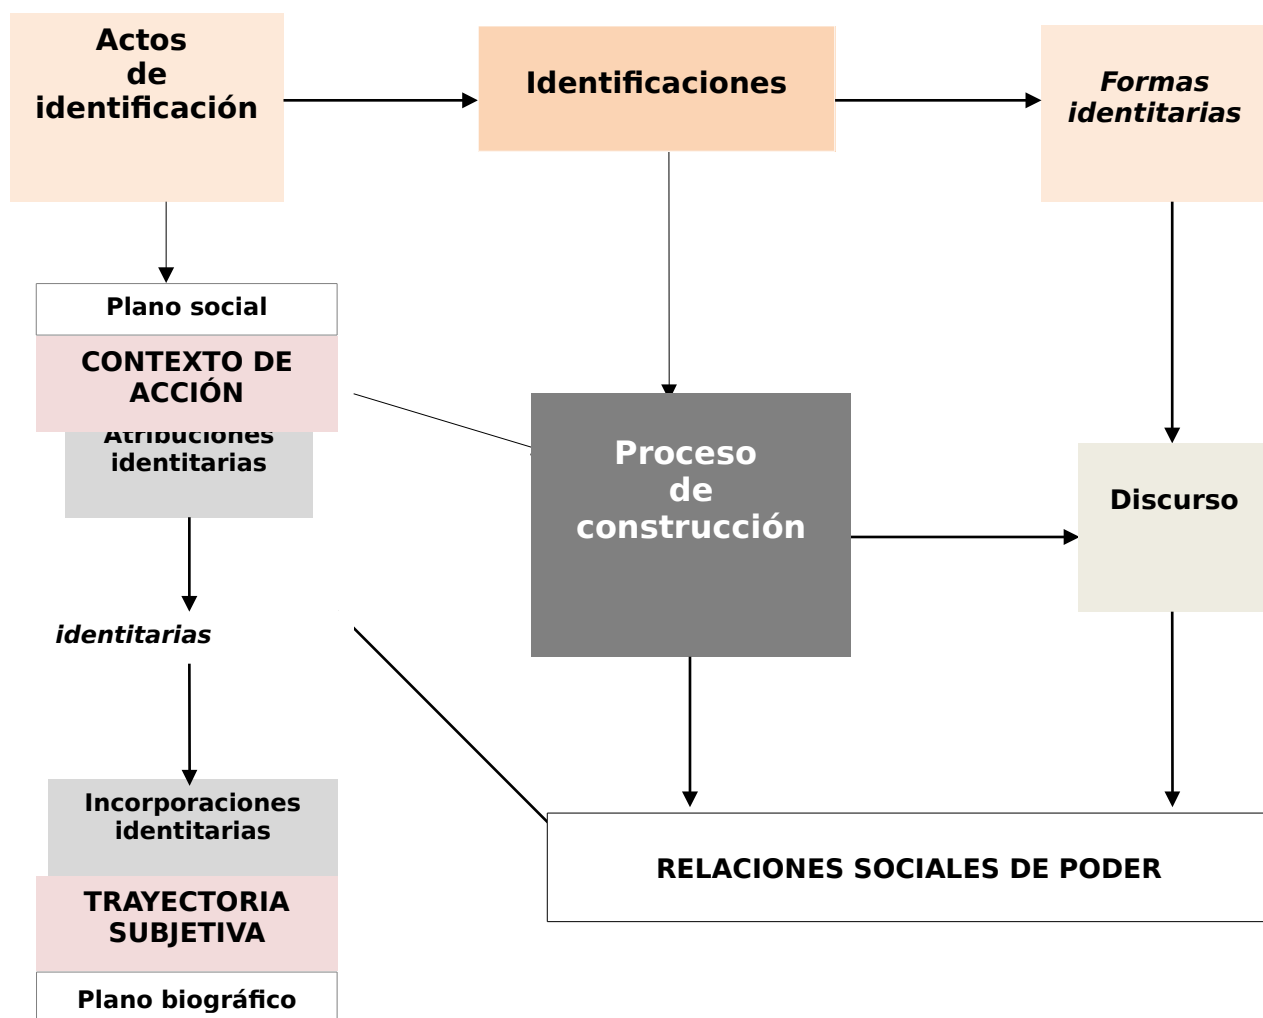 Actos
de
identificación
Identificaciones
Formas
identitarias
Plano social
CONTEXTO DE
ACCIÓN
Atribuciones
identitarias
Proceso
de
construcción
Discurso
identitarias
Incorporaciones
identitarias
TRAYECTORIA
SUBJETIVA
Plano biográfico
RELACIONES SOCIALES DE PODER